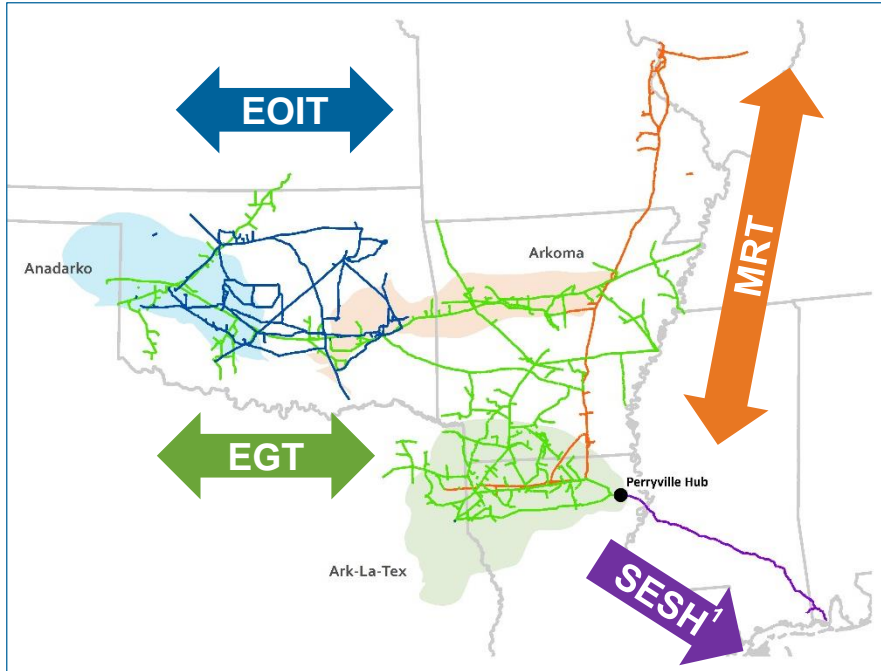 EOIT
MRT
Anadarko
Arkoma
EGT
Perryville Hub
Ark-La-Tex
SESH¹